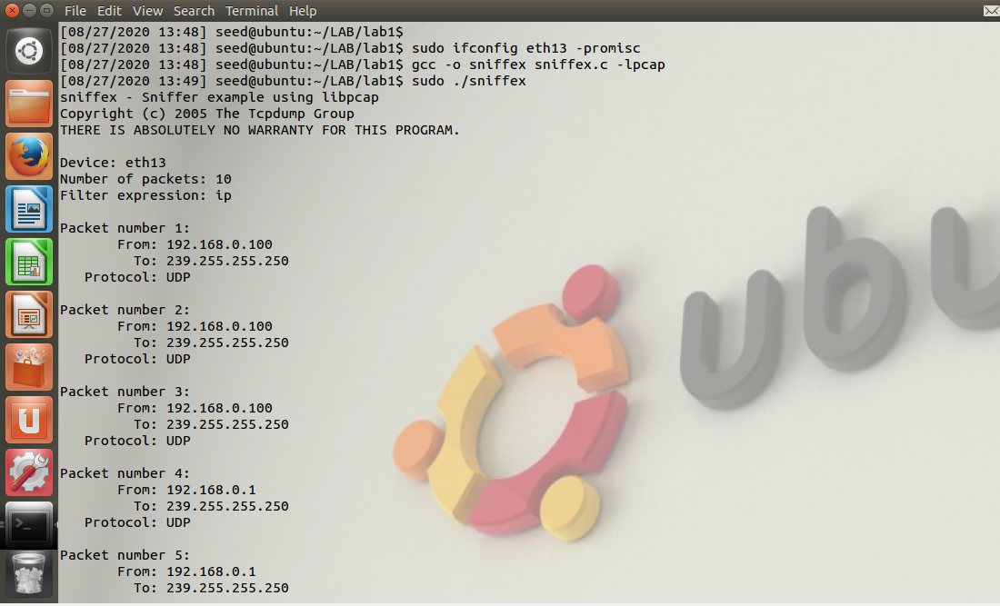 File Edit View Search Terminal Help
[08/27/2020 13:48] seed@ubuntu:~/LAB/lab1$
[08/27/2020 13:48] seed@ubuntu:~/LAB/lab1$ sudo ifconfig eth13 -promisc
[08/27/2020 13:48] seed@ubuntu:~/LAB/lab1$ gcc -o sniffex sniffex.c -lpcap
[08/27/2020 13:49] seed@ubuntu:~/LAB/lab1$ sudo ./sniffex
sniffex - Sniffer example using libpcap
Copyright (c) 2005 The Tcpdump Group
THERE IS ABSOLUTELY NO WARRANTY FOR THIS PROGRAM.
Device: eth13
Number of packets: 10
Filter expression: ip
Packet number 1:
From: 192.168.0.100
To: 239.255.255.250
Protocol: UDP
Packet number 2:
From: 192.168.0.100
To: 239.255.255.250
Protocol: UDP
Packet number 3:
From: 192.168.0.100
To: 239.255.255.250
Protocol: UDP
Packet number 4:
From: 192.168.0.1
To: 239.255.255.250
Protocol: UDP
Packet number 5:
From: 192.168.0.1
To: 239.255.255.250
ubu